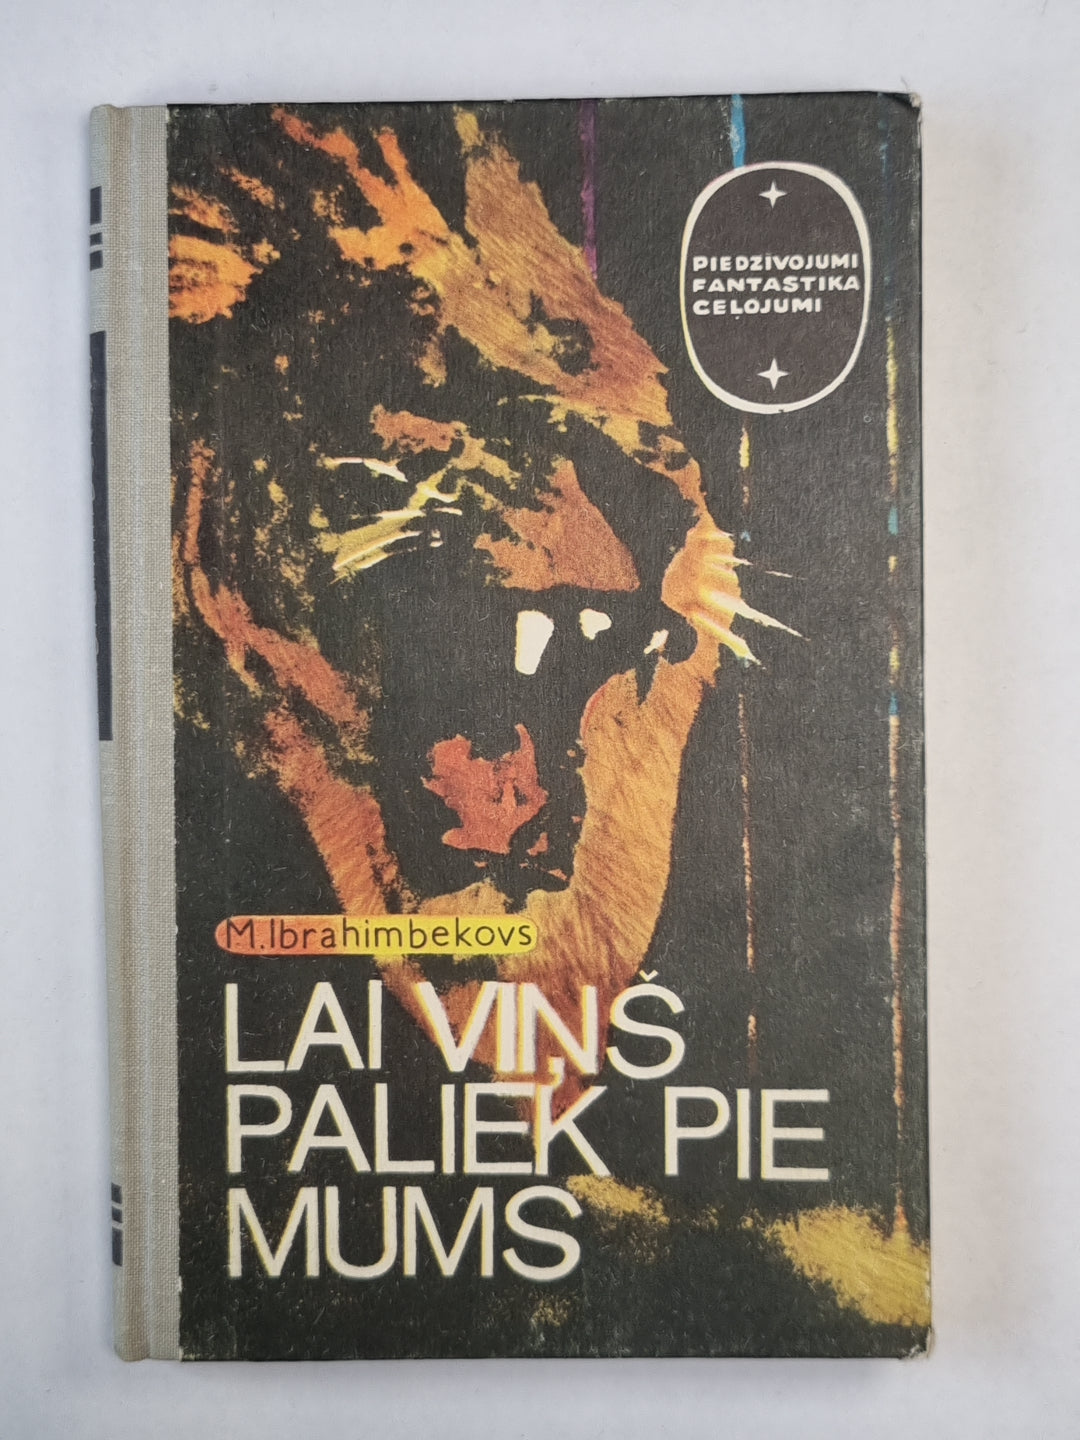 PIEDZĪVOJUMI
FANTASTIKA
CEĻOJUMI
M.Ibrahimbekovs
LAI VIŅŠ
PALIEK PIE
MUMS